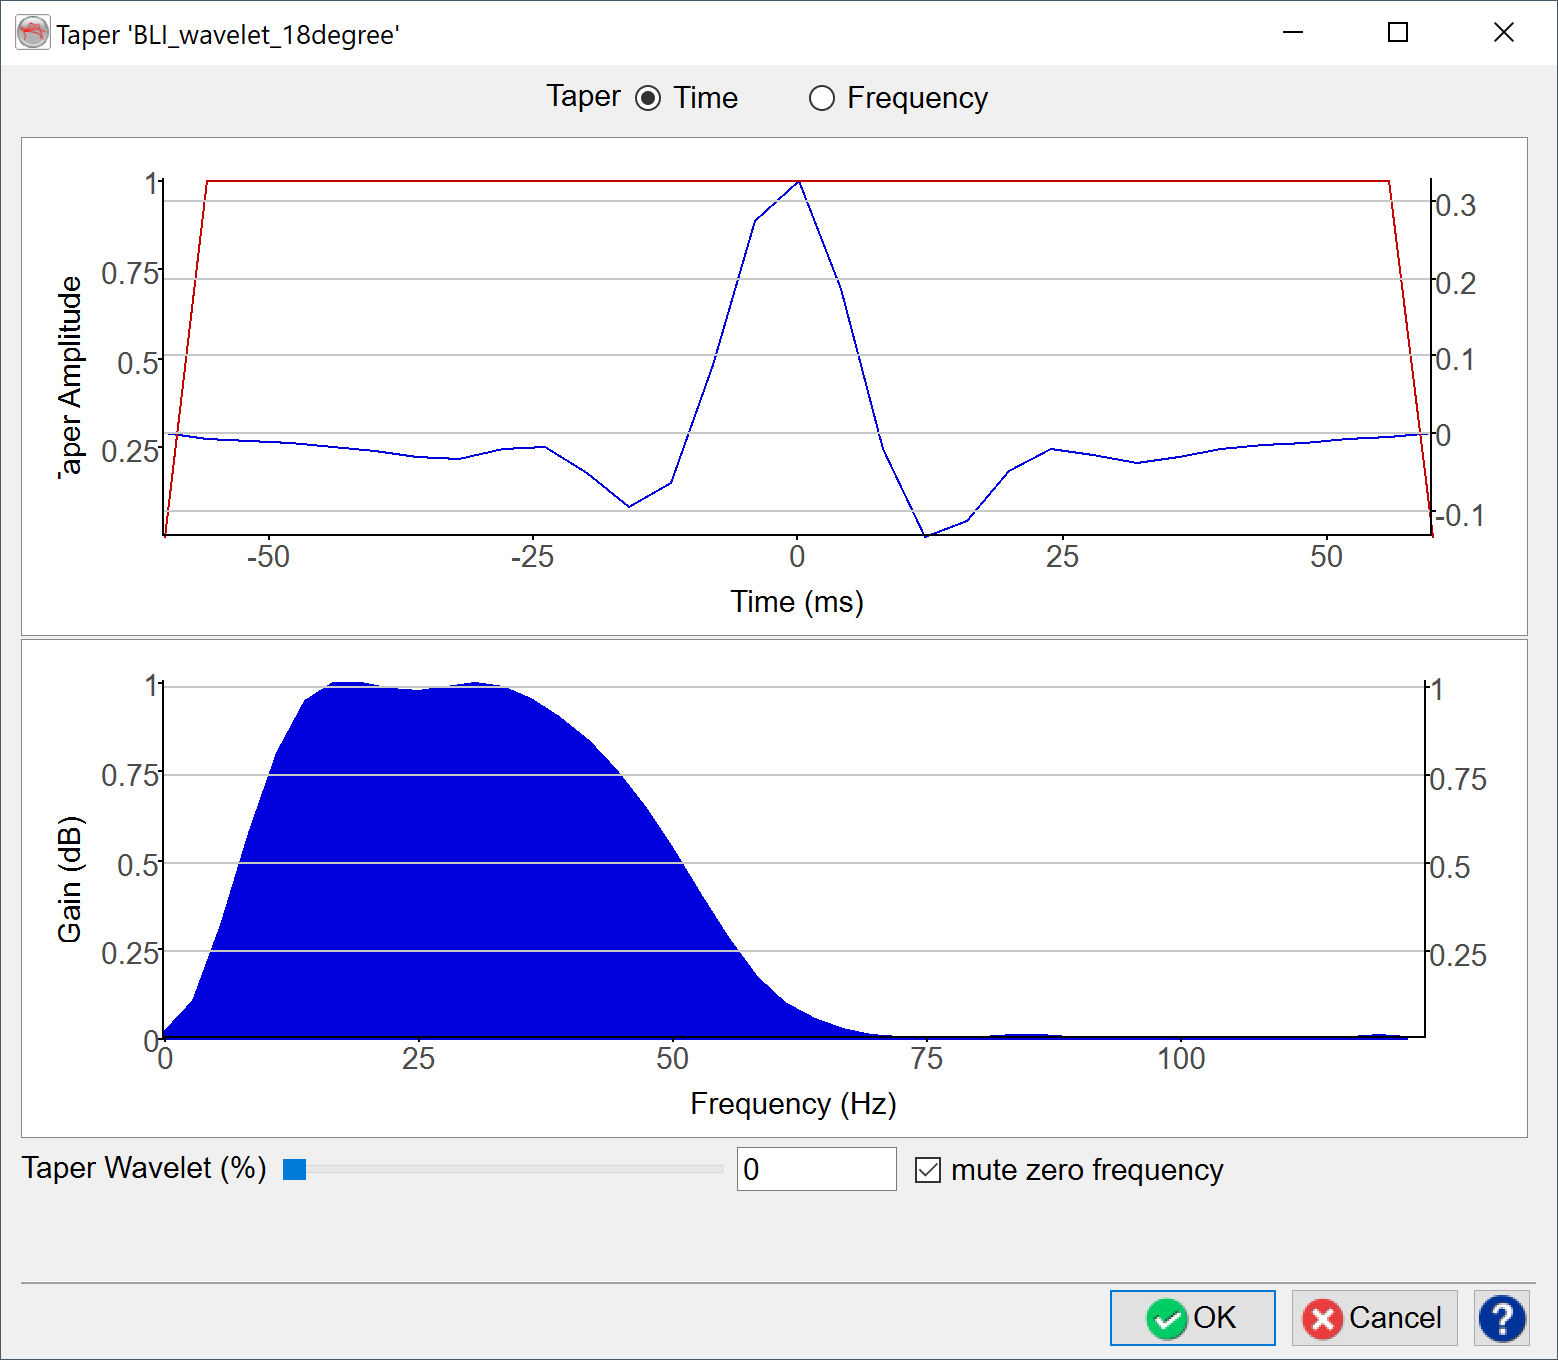 Taper 'BLI_wavelet_18degree'
Taper Time Frequency
1
0.75
0.5
0.25
Taper Amplitude
0.3
0.2
0.1
0
-0.1
-50 -25 0 25 50
Time (ms)
1
0.75
0.5
0.25
0
Gain (dB)
1
0.75
0.5
0.25
0 25 50 75 100
Frequency (Hz)
Taper Wavelet (%) 0 mute zero frequency
OK Cancel ?